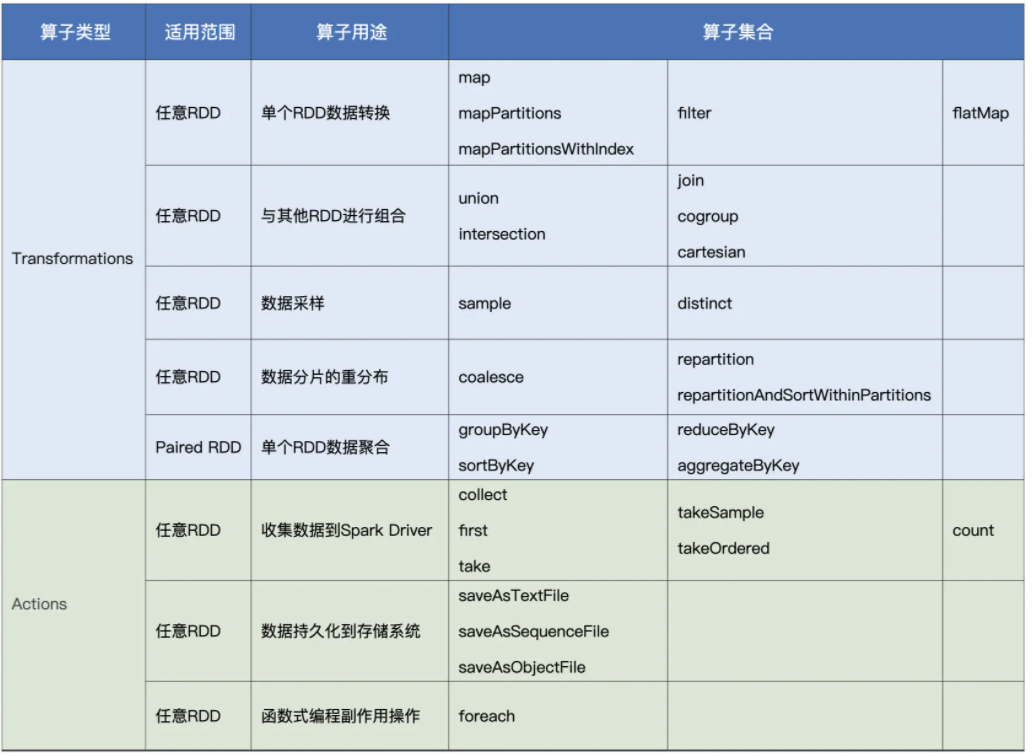 算子类型 适用范围 算子用途 算子集合
Transformations
任意RDD 单个RDD数据转换
map
mapPartitions
mapPartitionsWithIndex
filter
flatMap
任意RDD 与其他RDD进行组合
union
intersection
join
cogroup
cartesian
任意RDD 数据采样
sample
distinct
任意RDD 数据分片的重分布
coalesce
repartition
repartitionAndSortWithinPartitions
Paired RDD 单个RDD数据聚合
groupByKey
sortByKey
reduceByKey
aggregateByKey
Actions
任意RDD 收集数据到Spark Driver
collect
first
take
takeSample
takeOrdered
count
任意RDD 数据持久化到存储系统
saveAsTextFile
saveAsSequenceFile
saveAsObjectFile
任意RDD 函数式编程副作用操作
foreach